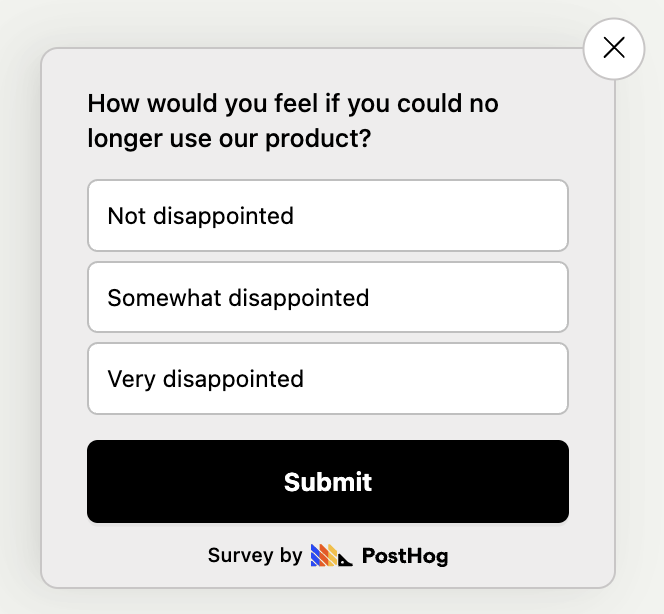 How would you feel if you could no
longer use our product?
Not disappointed
Somewhat disappointed
Very disappointed
Submit
Survey by PostHog